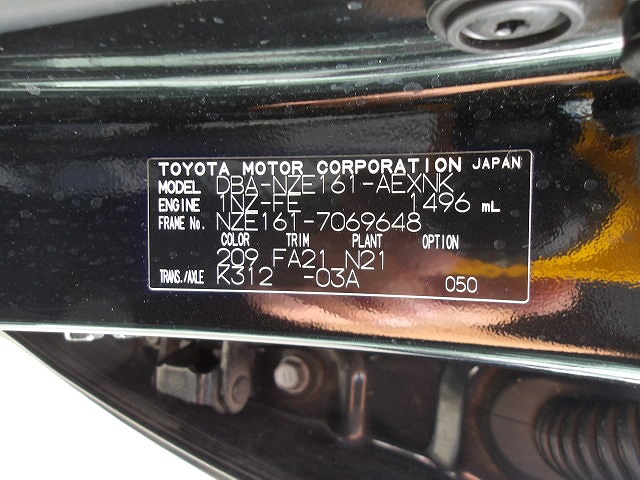 TOYOTA MOTOR CORPORATION JAPAN
MODEL DBA-NZE161-AEXNK
ENGINE 1NZ-FE 1496 mL
FRAME No. NZE161-7069648
COLOR TRIM PLANT OPTION
209 FA21 N21
TRANS./AXLE K312 -03A 050